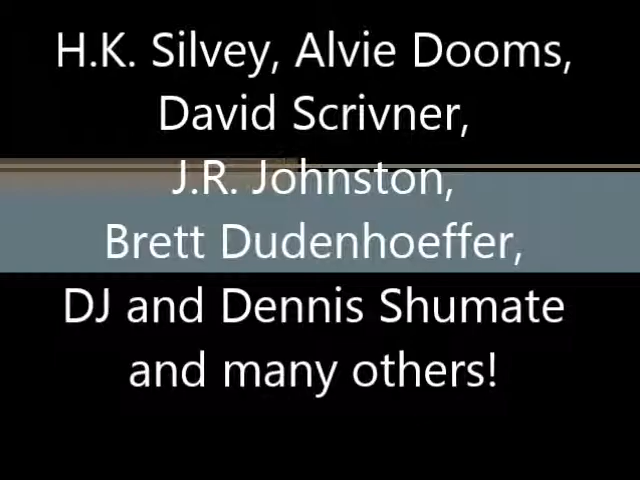 H.K. Silvey, Alvie Dooms,
David Scrivner,
J.R. Johnston,
Brett Dudenhoeffer,
DJ and Dennis Shumate
and many others!